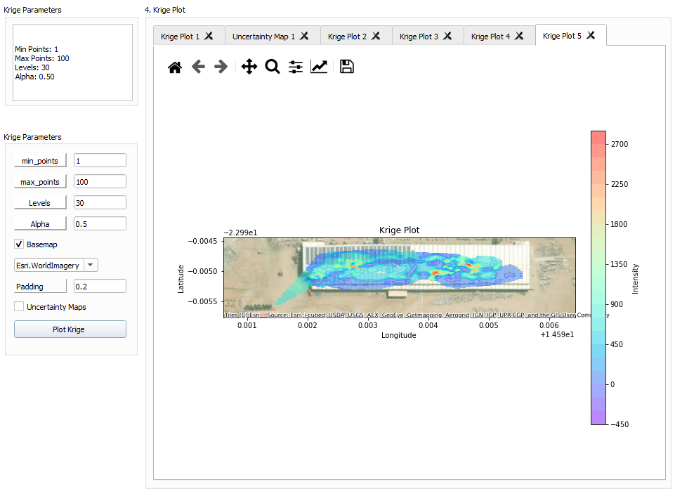 Krige Parameters
Min Points: 1
Max Points: 100
Levels: 30
Alpha: 0.50
Krige Parameters
min_points 1
max_points 100
Levels 30
Alpha 0.5
Basemap
Esri.WorldImagery
Padding 0.2
Uncertainty Maps
Plot Krige
4. Krige Plot
Krige Plot 1 Uncertainty Map 1 Krige Plot 2 Krige Plot 3 Krige Plot 4 Krige Plot 5
Krige Plot
−2.299e1
−0.0045
−0.0050
−0.0055
Latitude
0.001 0.002 0.003 0.004 0.005 0.006
Longitude
+1.459e1
Source: Esri, i-cubed, USDA, USGS, AEX, GeoEye, Getmapping, Aerogrid, IGN, IGP, UPR-EGP, and the GIS User Community
2700
2250
1800
1350
900
450
0
−450
Intensity